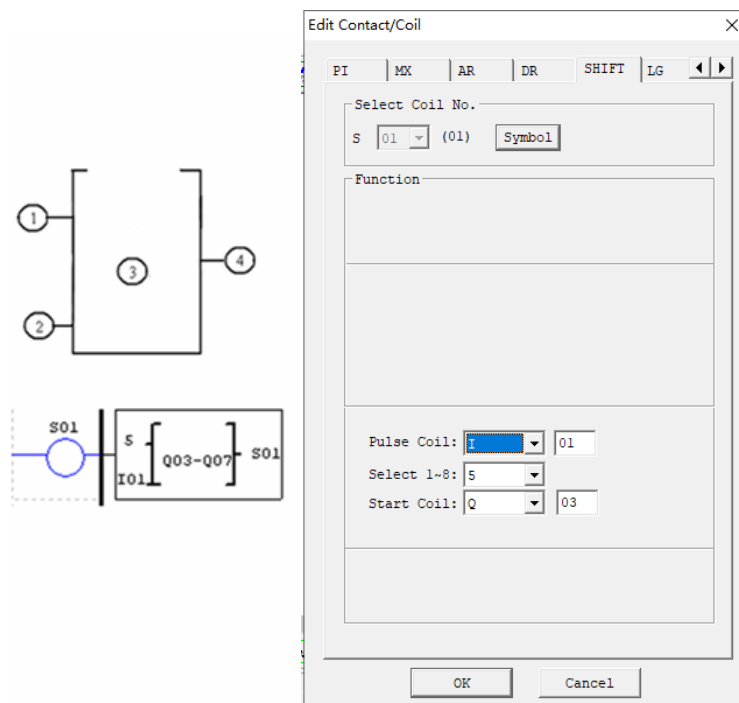 Edit Contact/Coil
PI MX AR DR SHIFT LG
Select Coil No.
S 01 (01) Symbol
Function
1
2
3
4
S01
5
I01
Q03-Q07
S01
Pulse Coil: I 01
Select 1~8: 5
Start Coil: Q 03
OK Cancel